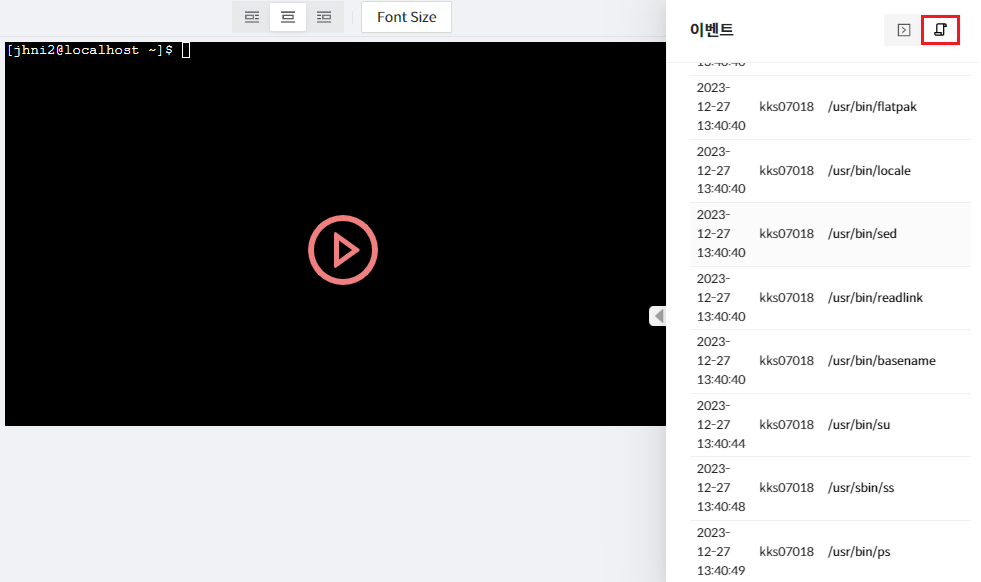 Font Size
이벤트
[jhni2@localhost ~]$
13:40:40
2023-
12-27
13:40:40
kks07018
/usr/bin/flatpak
2023-
12-27
13:40:40
kks07018
/usr/bin/locale
2023-
12-27
13:40:40
kks07018
/usr/bin/sed
2023-
12-27
13:40:40
kks07018
/usr/bin/readlink
2023-
12-27
13:40:40
kks07018
/usr/bin/basename
2023-
12-27
13:40:44
kks07018
/usr/bin/su
2023-
12-27
13:40:48
kks07018
/usr/sbin/ss
2023-
12-27
13:40:49
kks07018
/usr/bin/ps